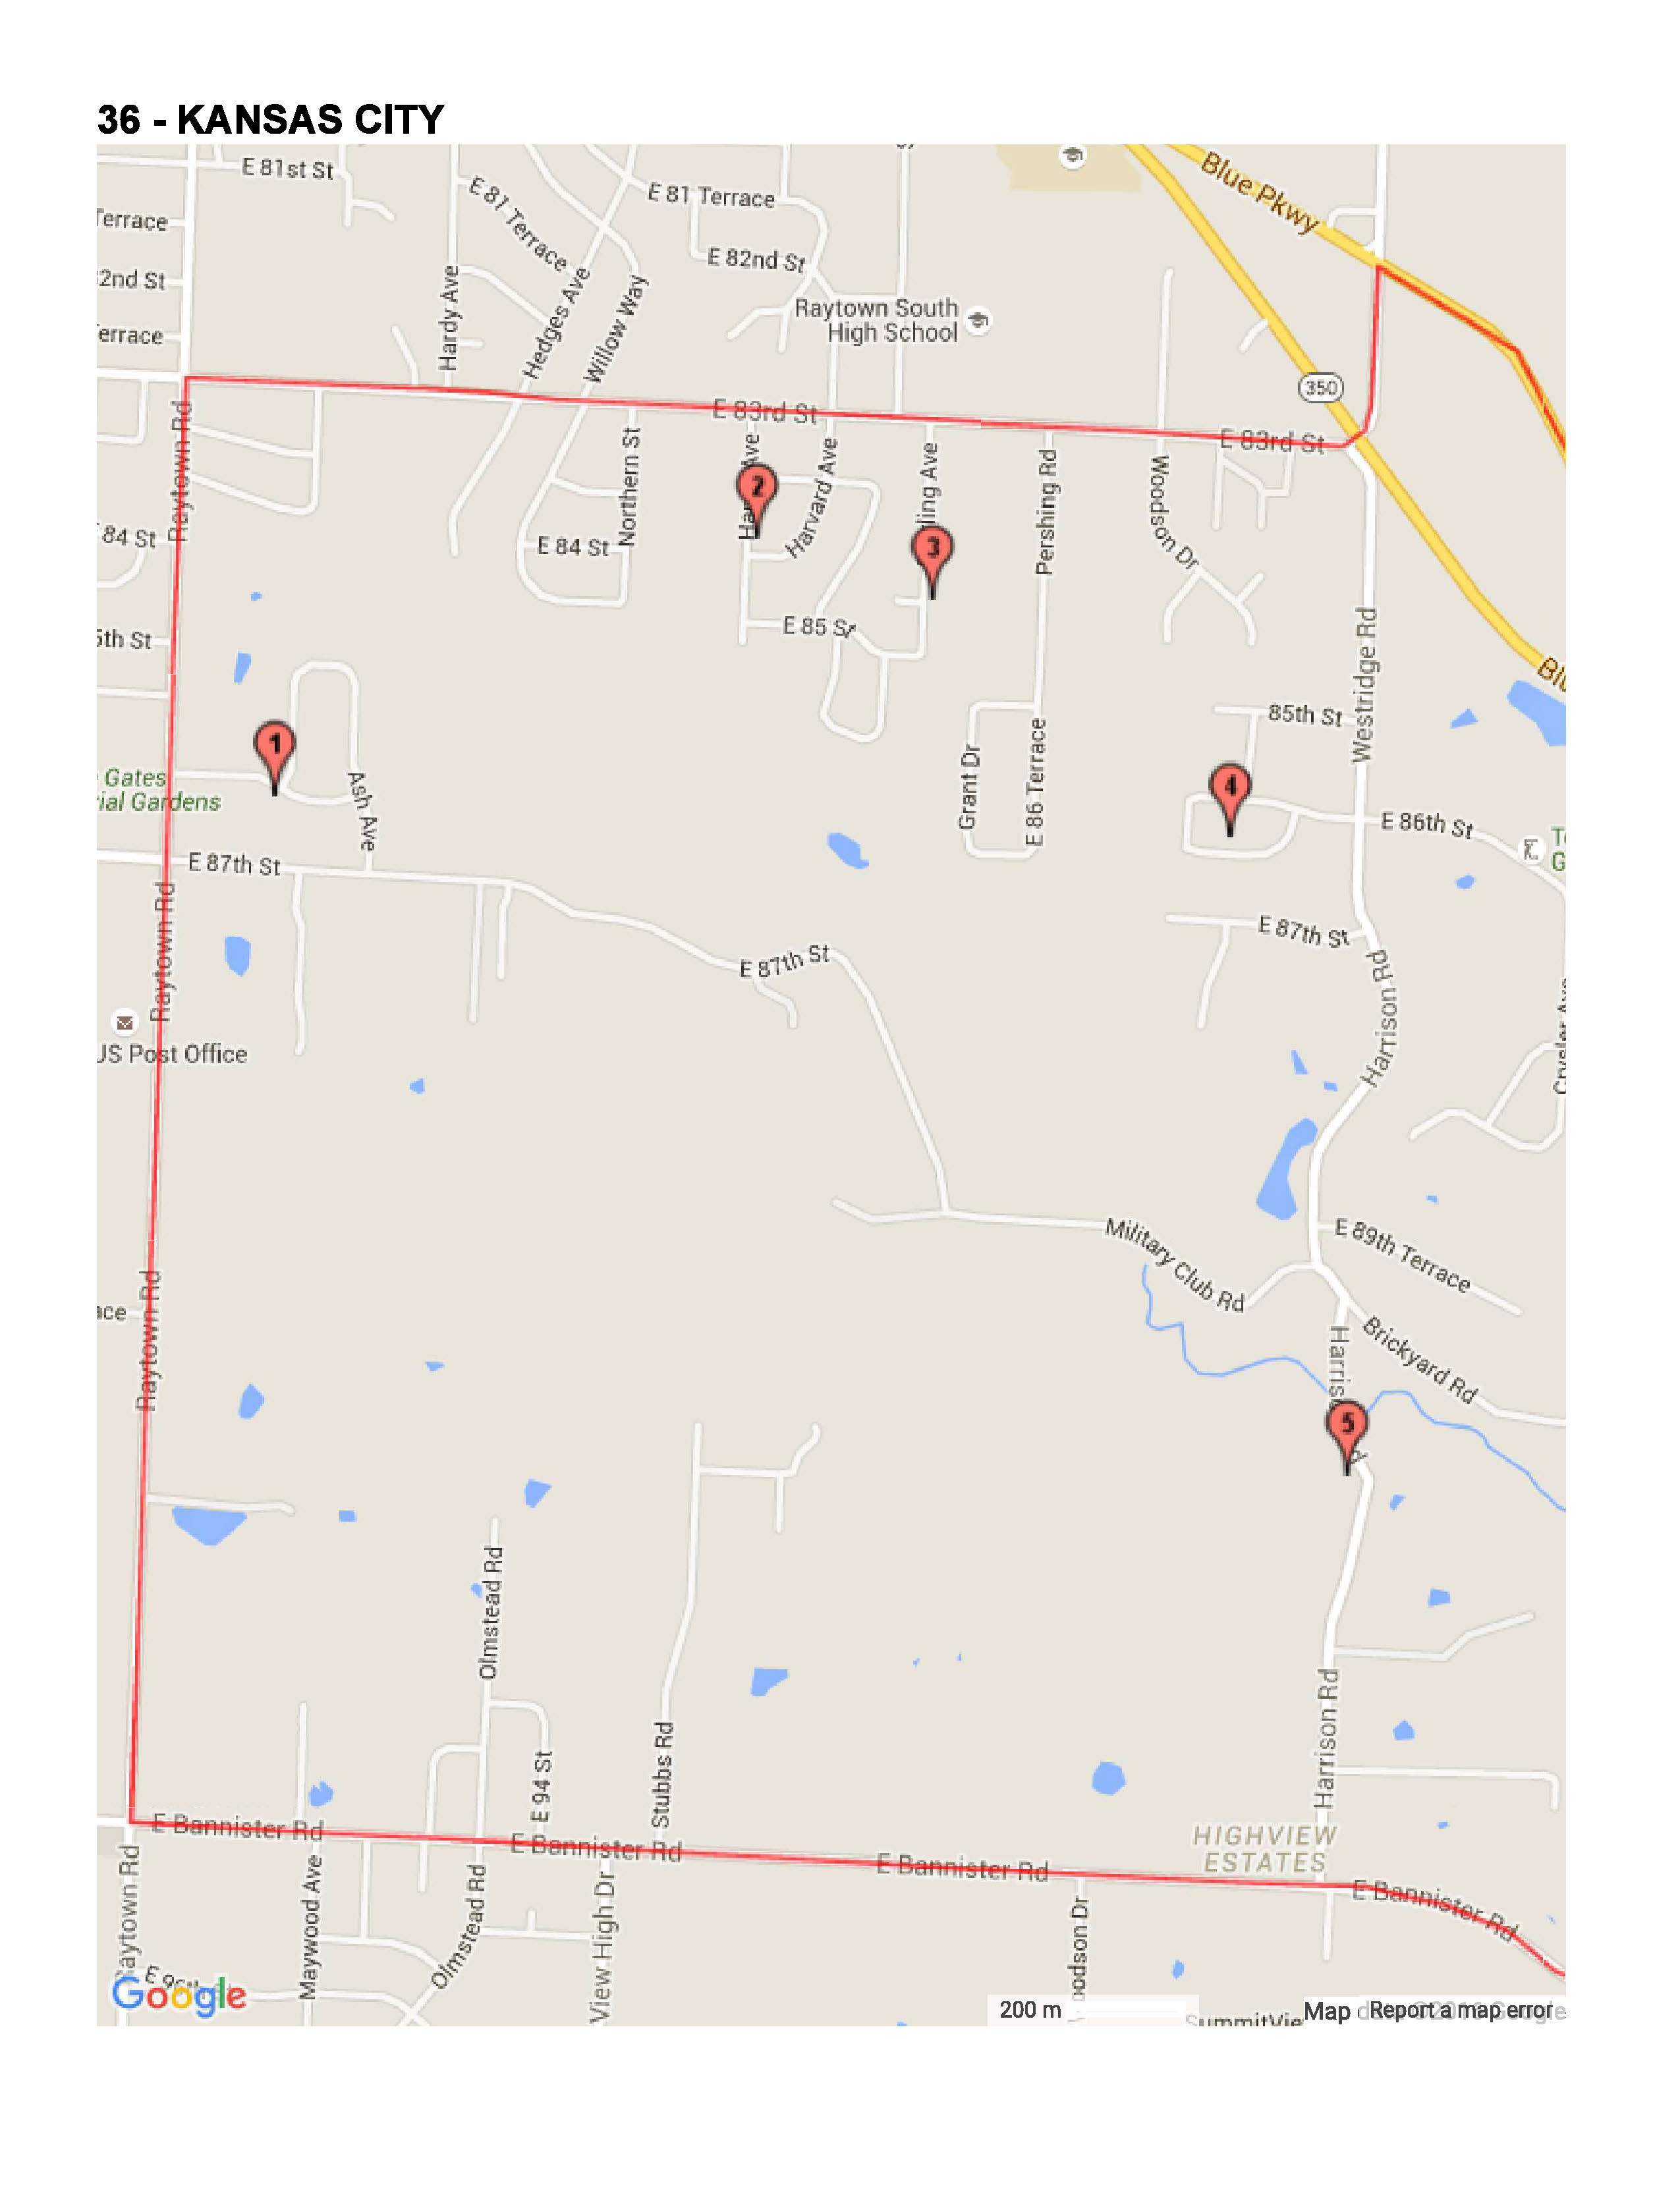 36 - KANSAS CITY
E 81st St
E 81 Terrace
E 81 Terrace
Blue Pkwy
Terrace
E 82nd St
2nd St
Hardy Ave
Hedges Ave
Willow Way
Raytown South
High School
errace
350
E 83rd St
E 83rd St
Raytown Rd
Northern St
Ave
Harvard Ave
ling Ave
Pershing Rd
Woodson Dr
2
84 St
E 84 St
3
E 85 St
5th St
Westridge Rd
85th St
1
Gates
ial Gardens
Ash Ave
Grant Dr
E 86 Terrace
4
E 86th St
E 87th St
E 87th St
E 87th St
Raytown Rd
Harrison Rd
US Post Office
Military Club Rd
E 89th Terrace
Raytown Rd
ace
Brickyard Rd
Harris
5
Olmstead Rd
Stubbs Rd
E 94 St
Harrison Rd
HIGHVIEW
ESTATES
E Bannister Rd
E Bannister Rd
E Bannister Rd
E Bannister Rd
Raytown Rd
Maywood Ave
Olmstead Rd
View High Dr
odson Dr
Google
200 m
SummitVie
Map
Report a map error